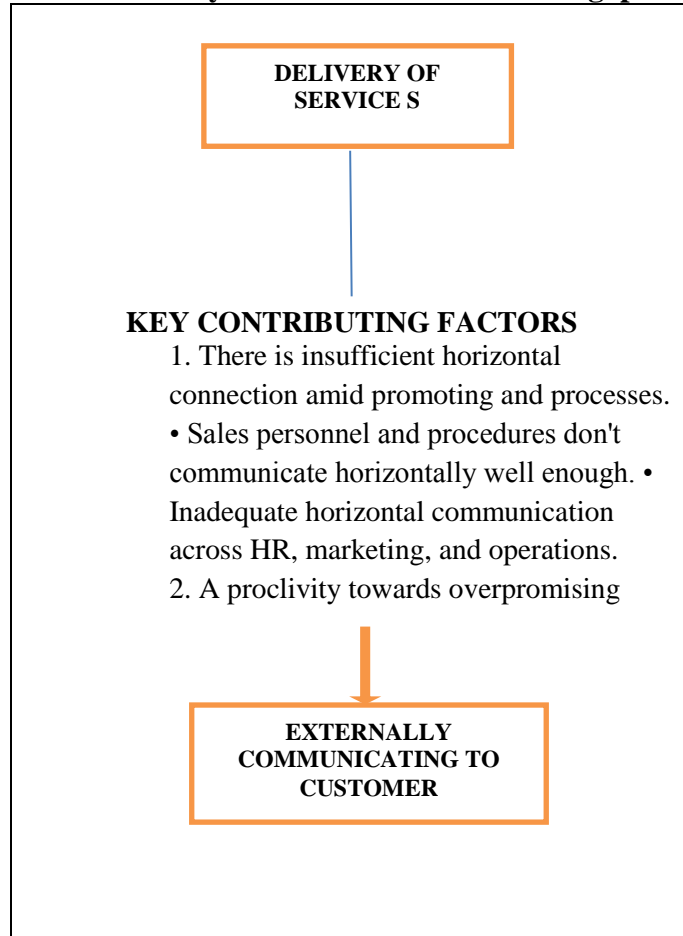 DELIVERY OF
SERVICE S
KEY CONTRIBUTING FACTORS
1. There is insufficient horizontal
connection amid promoting and processes.
• Sales personnel and procedures don't
communicate horizontally well enough. •
Inadequate horizontal communication
across HR, marketing, and operations.
2. A proclivity towards overpromising
EXTERNALLY
COMMUNICATING TO
CUSTOMER